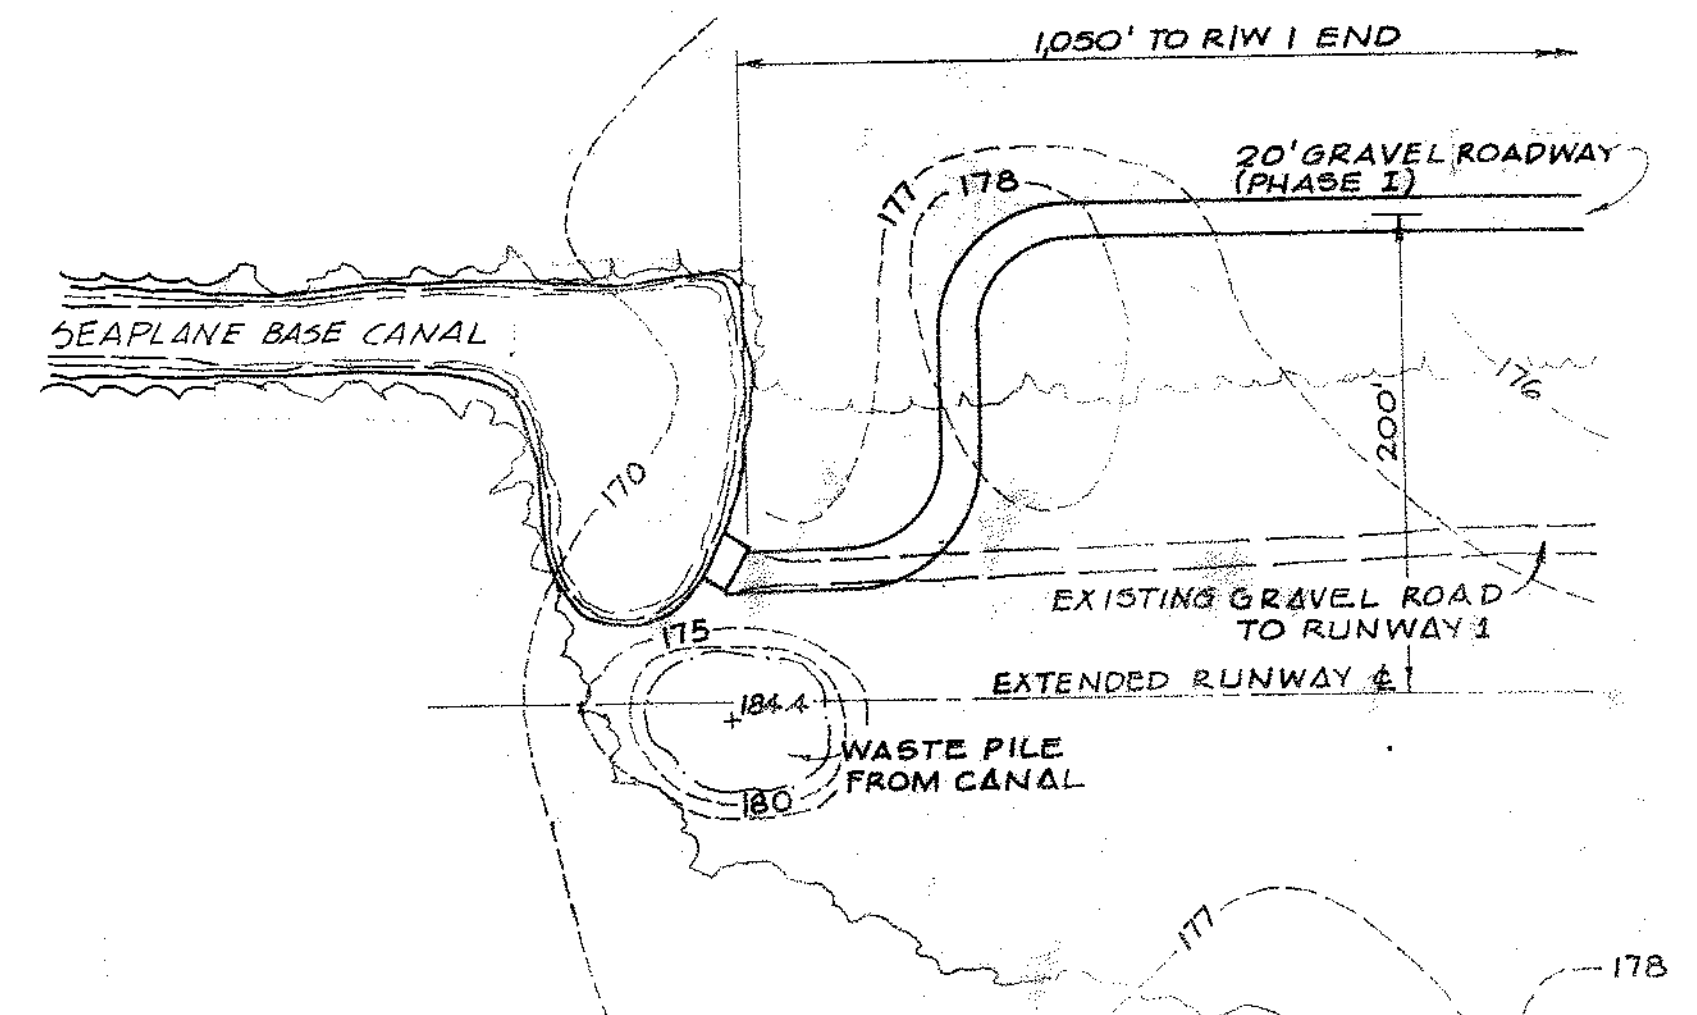 1,050' TO R/W 1 END
20' GRAVEL ROADWAY
(PHASE I)
177
178
SEAPLANE BASE CANAL
176
200'
170
EXISTING GRAVEL ROAD
TO RUNWAY 1
175
EXTENDED RUNWAY ℄
184.4
WASTE PILE
FROM CANAL
180
177
178